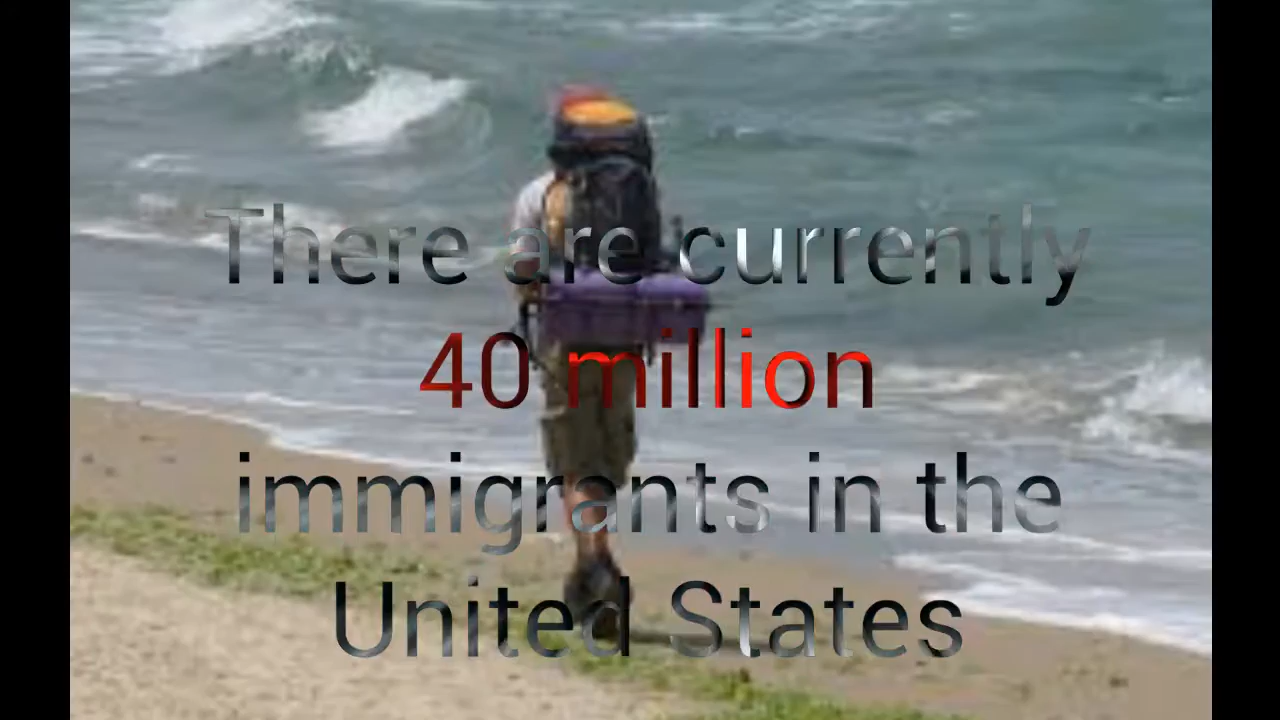 There are currently
40 million
immigrants in the
United States